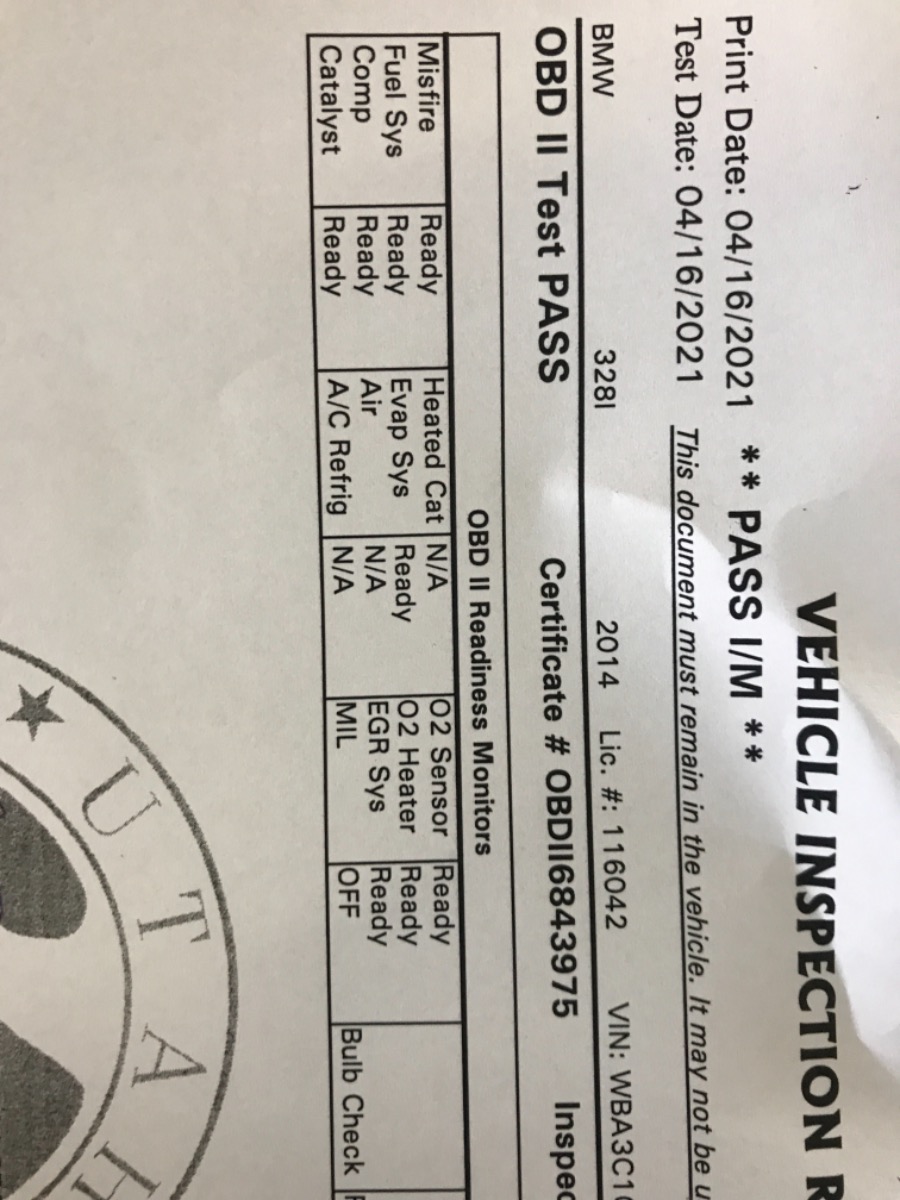 VEHICLE INSPECTION R
Print Date: 04/16/2021 ** PASS I/M **
Test Date: 04/16/2021 This document must remain in the vehicle. It may not be u
BMW 328I 2014 Lic. #: 116042 VIN: WBA3C1
OBD II Test PASS Certificate # OBDII6843975 Inspec
OBD II Readiness Monitors
Misfire Ready Heated Cat N/A O2 Sensor Ready
Fuel Sys Ready Evap Sys Ready O2 Heater Ready
Comp Ready Air N/A EGR Sys Ready
Catalyst Ready A/C Refrig N/A MIL OFF Bulb Check
UTAH